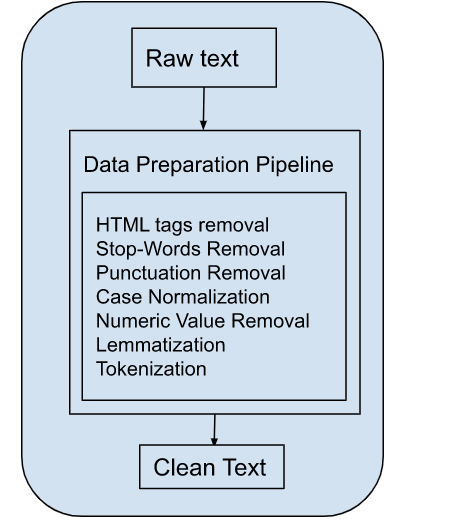 Raw text
Data Preparation Pipeline
HTML tags removal
Stop-Words Removal
Punctuation Removal
Case Normalization
Numeric Value Removal
Lemmatization
Tokenization
Clean Text